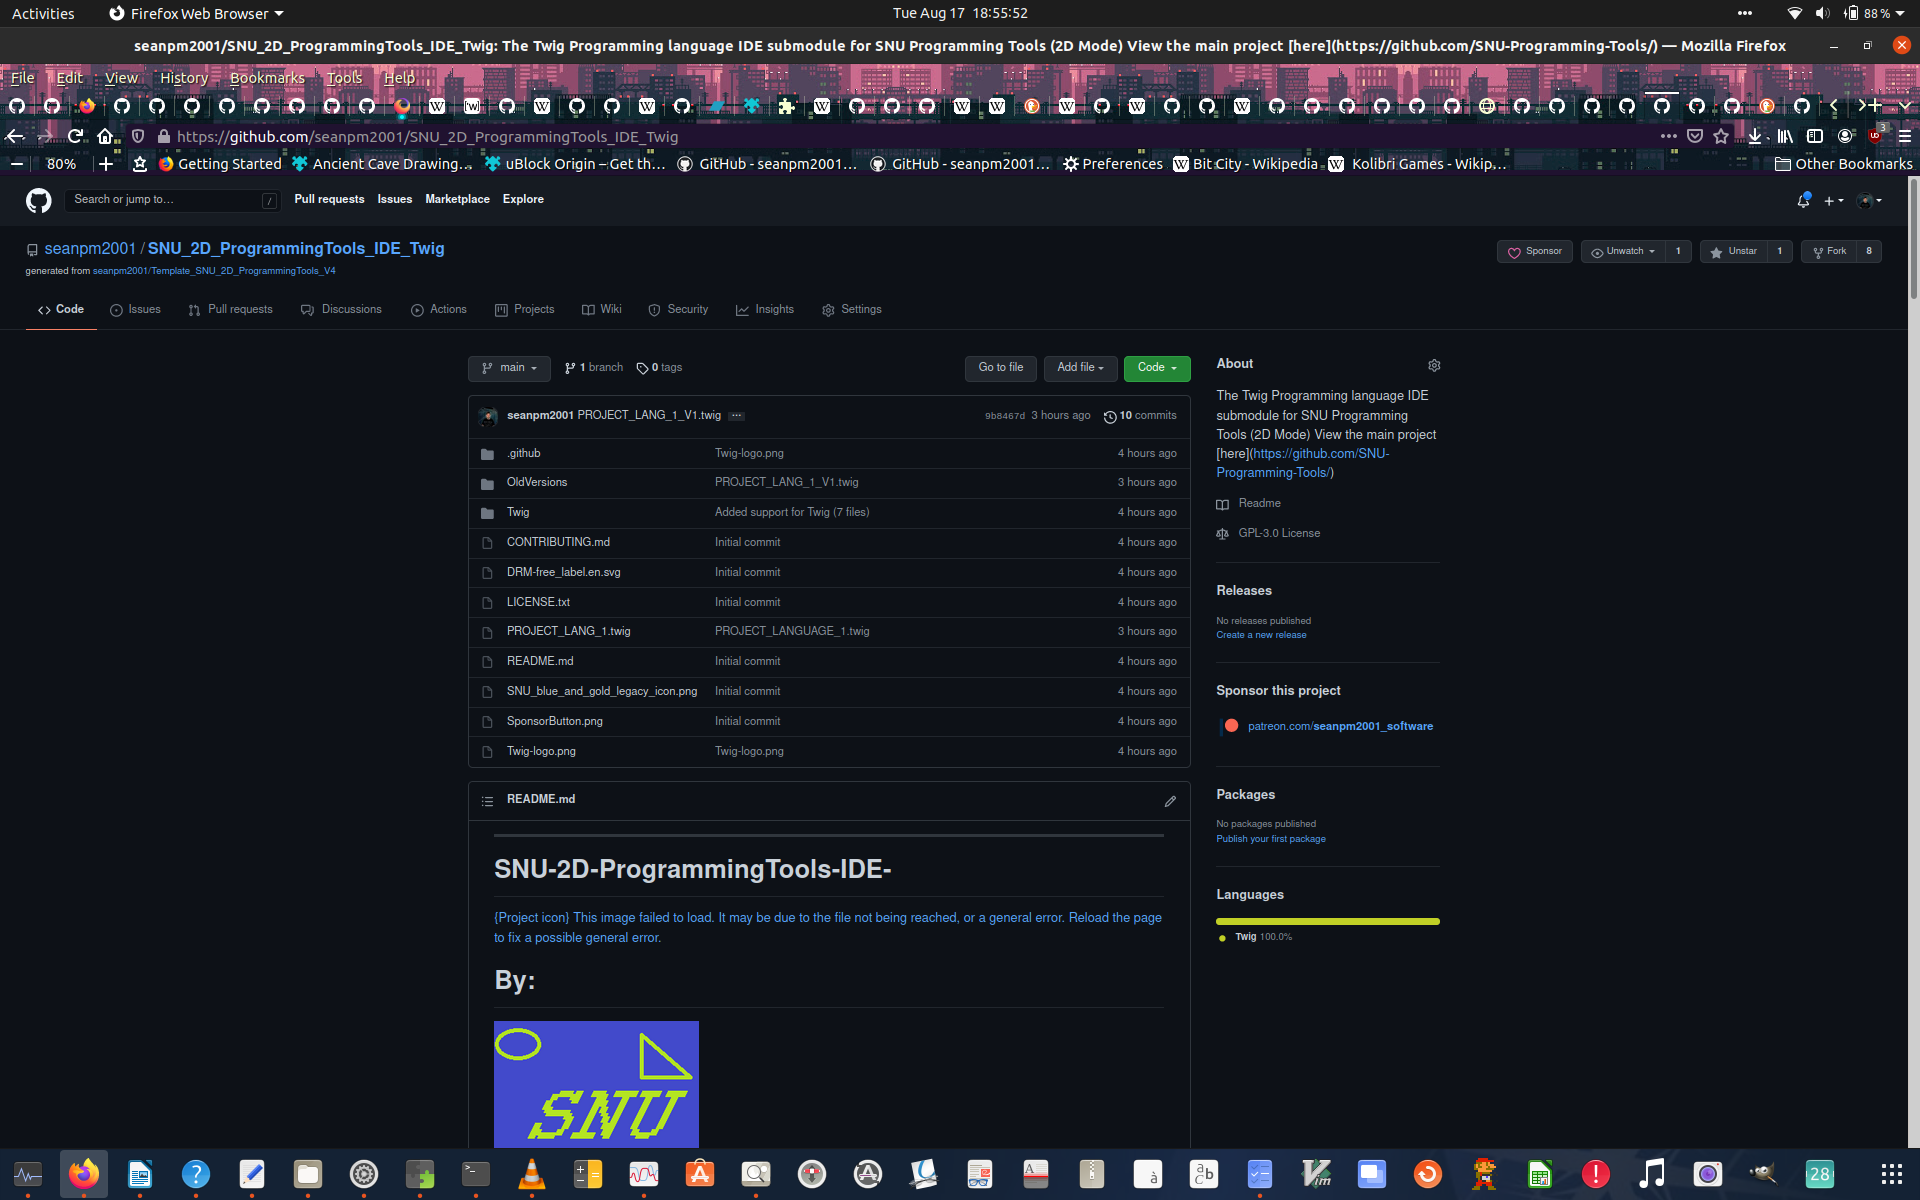 Activities
Firefox Web Browser
Tue Aug 17 18:55:52
88 %
seanpm2001/SNU_2D_ProgrammingTools_IDE_Twig: The Twig Programming language IDE submodule for SNU Programming Tools (2D Mode) View the main project [here](https://github.com/SNU-Programming-Tools/) — Mozilla Firefox
File Edit View History Bookmarks Tools Help
https://github.com/seanpm2001/SNU_2D_ProgrammingTools_IDE_Twig
3
80%
Getting Started
Ancient Cave Drawing…
uBlock Origin – Get th…
GitHub - seanpm2001…
GitHub - seanpm2001…
Preferences
Bit City - Wikipedia
Kolibri Games - Wikip…
Other Bookmarks
Search or jump to… /
Pull requests Issues Marketplace Explore
seanpm2001 / SNU_2D_ProgrammingTools_IDE_Twig
generated from seanpm2001/Template_SNU_2D_ProgrammingTools_V4
Sponsor
Unwatch 1
Unstar 1
Fork 8
Code Issues Pull requests Discussions Actions Projects Wiki Security Insights Settings
main 1 branch 0 tags
Go to file Add file Code
seanpm2001 PROJECT_LANG_1_V1.twig … 9b8467d 3 hours ago 10 commits
.github Twig-logo.png 4 hours ago
OldVersions PROJECT_LANG_1_V1.twig 3 hours ago
Twig Added support for Twig (7 files) 4 hours ago
CONTRIBUTING.md Initial commit 4 hours ago
DRM-free_label.en.svg Initial commit 4 hours ago
LICENSE.txt Initial commit 4 hours ago
PROJECT_LANG_1.twig PROJECT_LANGUAGE_1.twig 3 hours ago
README.md Initial commit 4 hours ago
SNU_blue_and_gold_legacy_icon.png Initial commit 4 hours ago
SponsorButton.png Initial commit 4 hours ago
Twig-logo.png Twig-logo.png 4 hours ago
README.md
SNU-2D-ProgrammingTools-IDE-
{Project icon} This image failed to load. It may be due to the file not being reached, or a general error. Reload the page
to fix a possible general error.
By:
SNU
About
The Twig Programming language IDE
submodule for SNU Programming
Tools (2D Mode) View the main project
[here](https://github.com/SNU-
Programming-Tools/)
Readme
GPL-3.0 License
Releases
No releases published
Create a new release
Sponsor this project
patreon.com/seanpm2001_software
Packages
No packages published
Publish your first package
Languages
Twig 100.0%
28